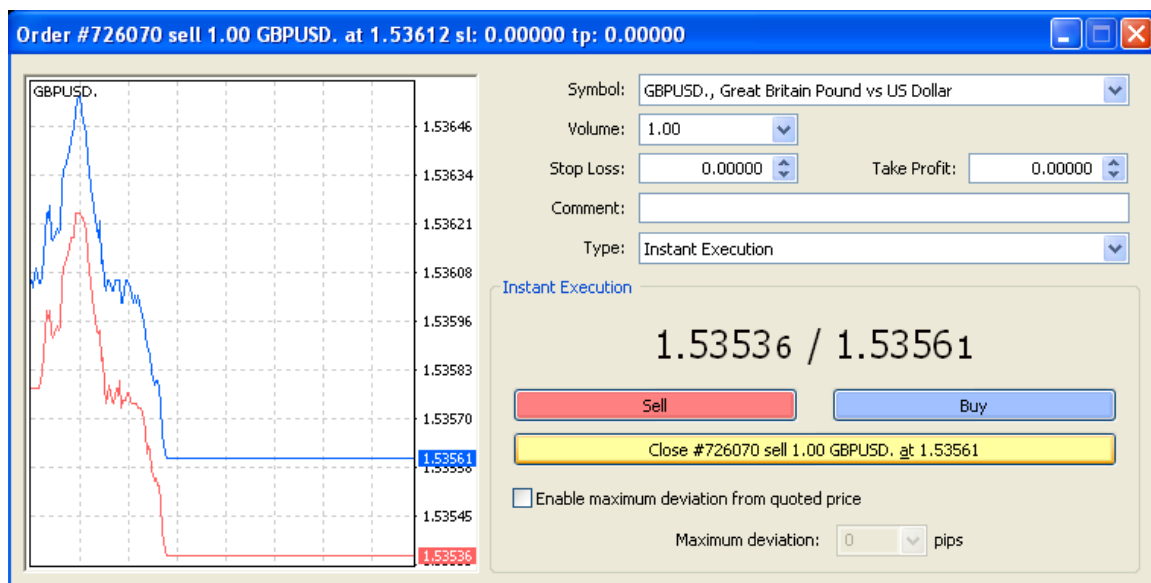 Order #726070 sell 1.00 GBPUSD. at 1.53612 sl: 0.00000 tp: 0.00000
GBPUSD.
1.53646
1.53634
1.53621
1.53608
1.53596
1.53583
1.53570
1.53561
1.53558
1.53545
1.53536
Symbol: GBPUSD., Great Britain Pound vs US Dollar
Volume: 1.00
Stop Loss: 0.00000 Take Profit: 0.00000
Comment:
Type: Instant Execution
Instant Execution
1.53536 / 1.53561
Sell Buy
Close #726070 sell 1.00 GBPUSD. at 1.53561
Enable maximum deviation from quoted price
Maximum deviation: 0 pips